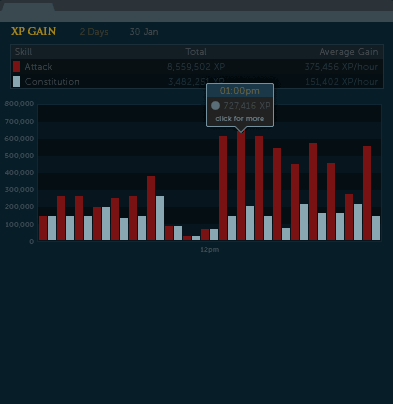 XP GAIN 2 Days 30 Jan
Skill Total Average Gain
Attack 8,559,502 XP 375,456 XP/hour
Constitution 3,482,251 XP 151,402 XP/hour
01:00pm
727,416 XP
click for more
800,000
700,000
600,000
500,000
400,000
300,000
200,000
100,000
0
12pm